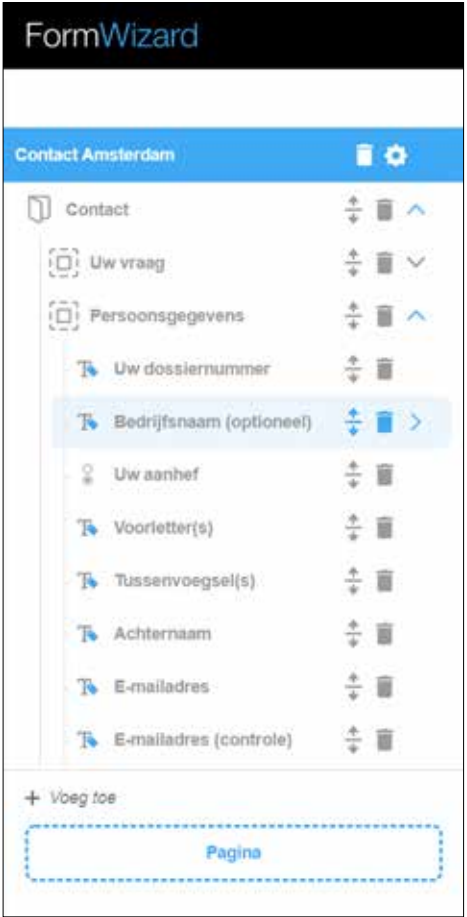 FormWizard
Contact Amsterdam
Contact
Uw vraag
Persoonsgegevens
Uw dossiernummer
Bedrijfsnaam (optioneel)
Uw aanhef
Voorletter(s)
Tussenvoegsel(s)
Achternaam
E-mailadres
E-mailadres (controle)
+ Voeg toe
Pagina